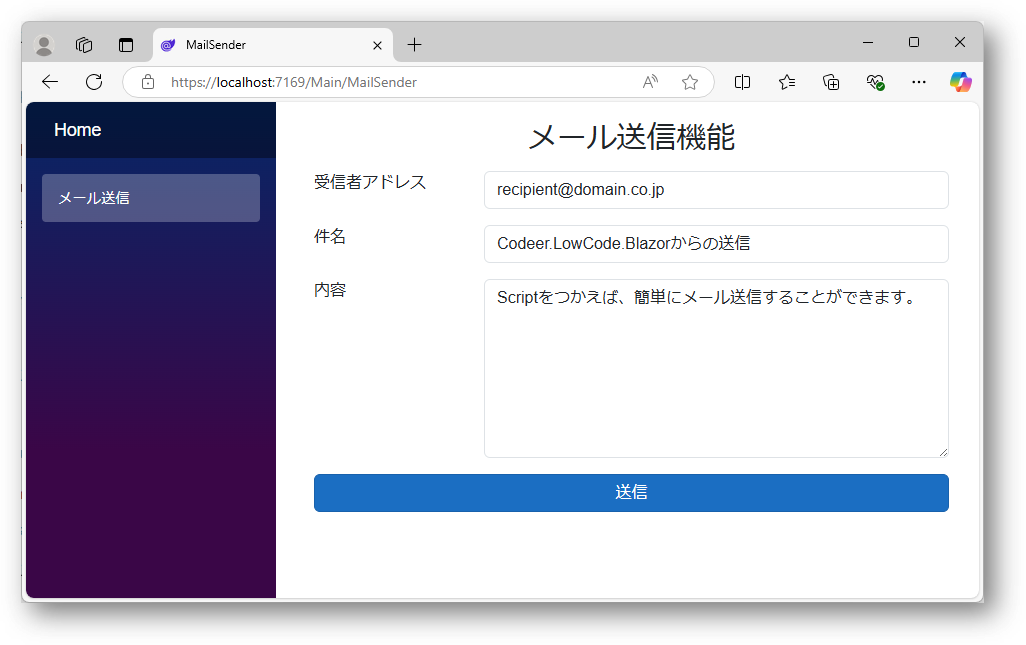 MailSender
https://localhost:7169/Main/MailSender
Home
メール送信
メール送信機能
受信者アドレス
recipient@domain.co.jp
件名
Codeer.LowCode.Blazorからの送信
内容
Scriptをつかえば、簡単にメール送信することができます。
送信